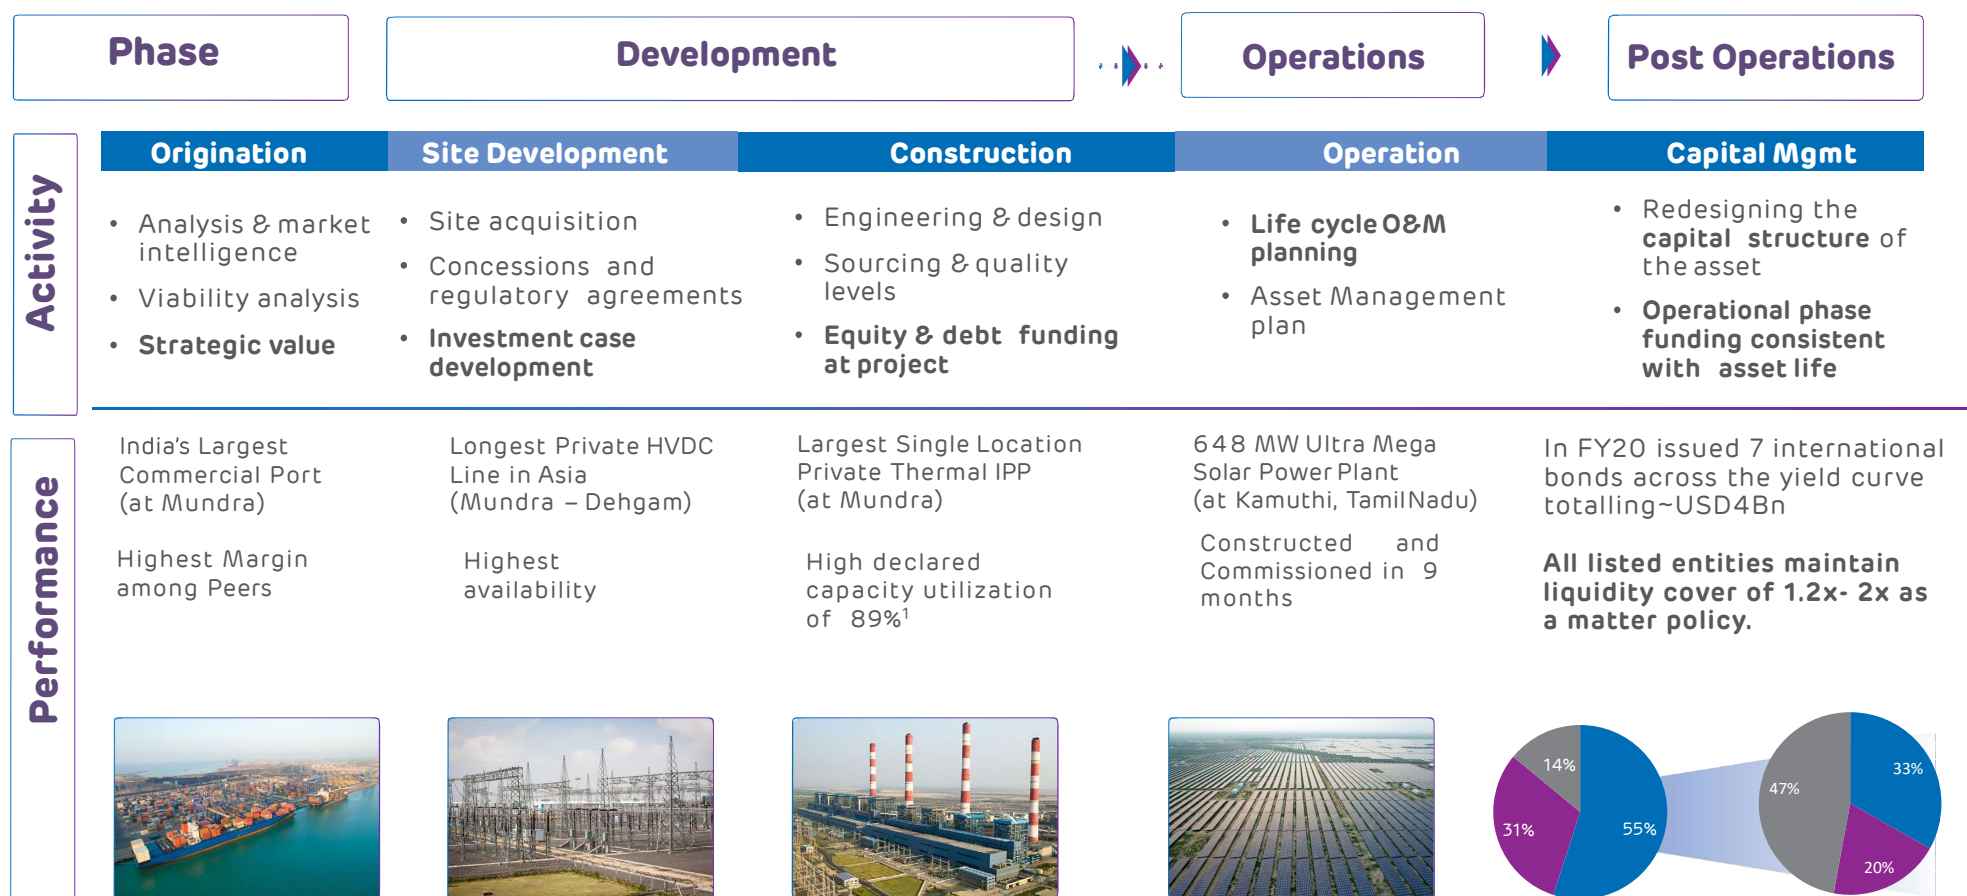 Phase
Development
Operations
Post Operations
Activity
Origination
Site Development
Construction
Operation
Capital Mgmt
• Analysis & market
intelligence
• Viability analysis
• Strategic value
• Site acquisition
• Concessions and
regulatory agreements
• Investment case
development
• Engineering & design
• Sourcing & quality
levels
• Equity & debt funding
at project
• Life cycle O&M
planning
• Asset Management
plan
• Redesigning the
capital structure of
the asset
• Operational phase
funding consistent
with asset life
Performance
India's Largest
Commercial Port
(at Mundra)
Highest Margin
among Peers
Longest Private HVDC
Line in Asia
(Mundra – Dehgam)
Highest
availability
Largest Single Location
Private Thermal IPP
(at Mundra)
High declared
capacity utilization
of 89%¹
648 MW Ultra Mega
Solar Power Plant
(at Kamuthi, TamilNadu)
Constructed and
Commissioned in 9
months
In FY20 issued 7 international
bonds across the yield curve
totalling~USD4Bn
All listed entities maintain
liquidity cover of 1.2x- 2x as
a matter policy.
14%
31%
55%
47%
33%
20%